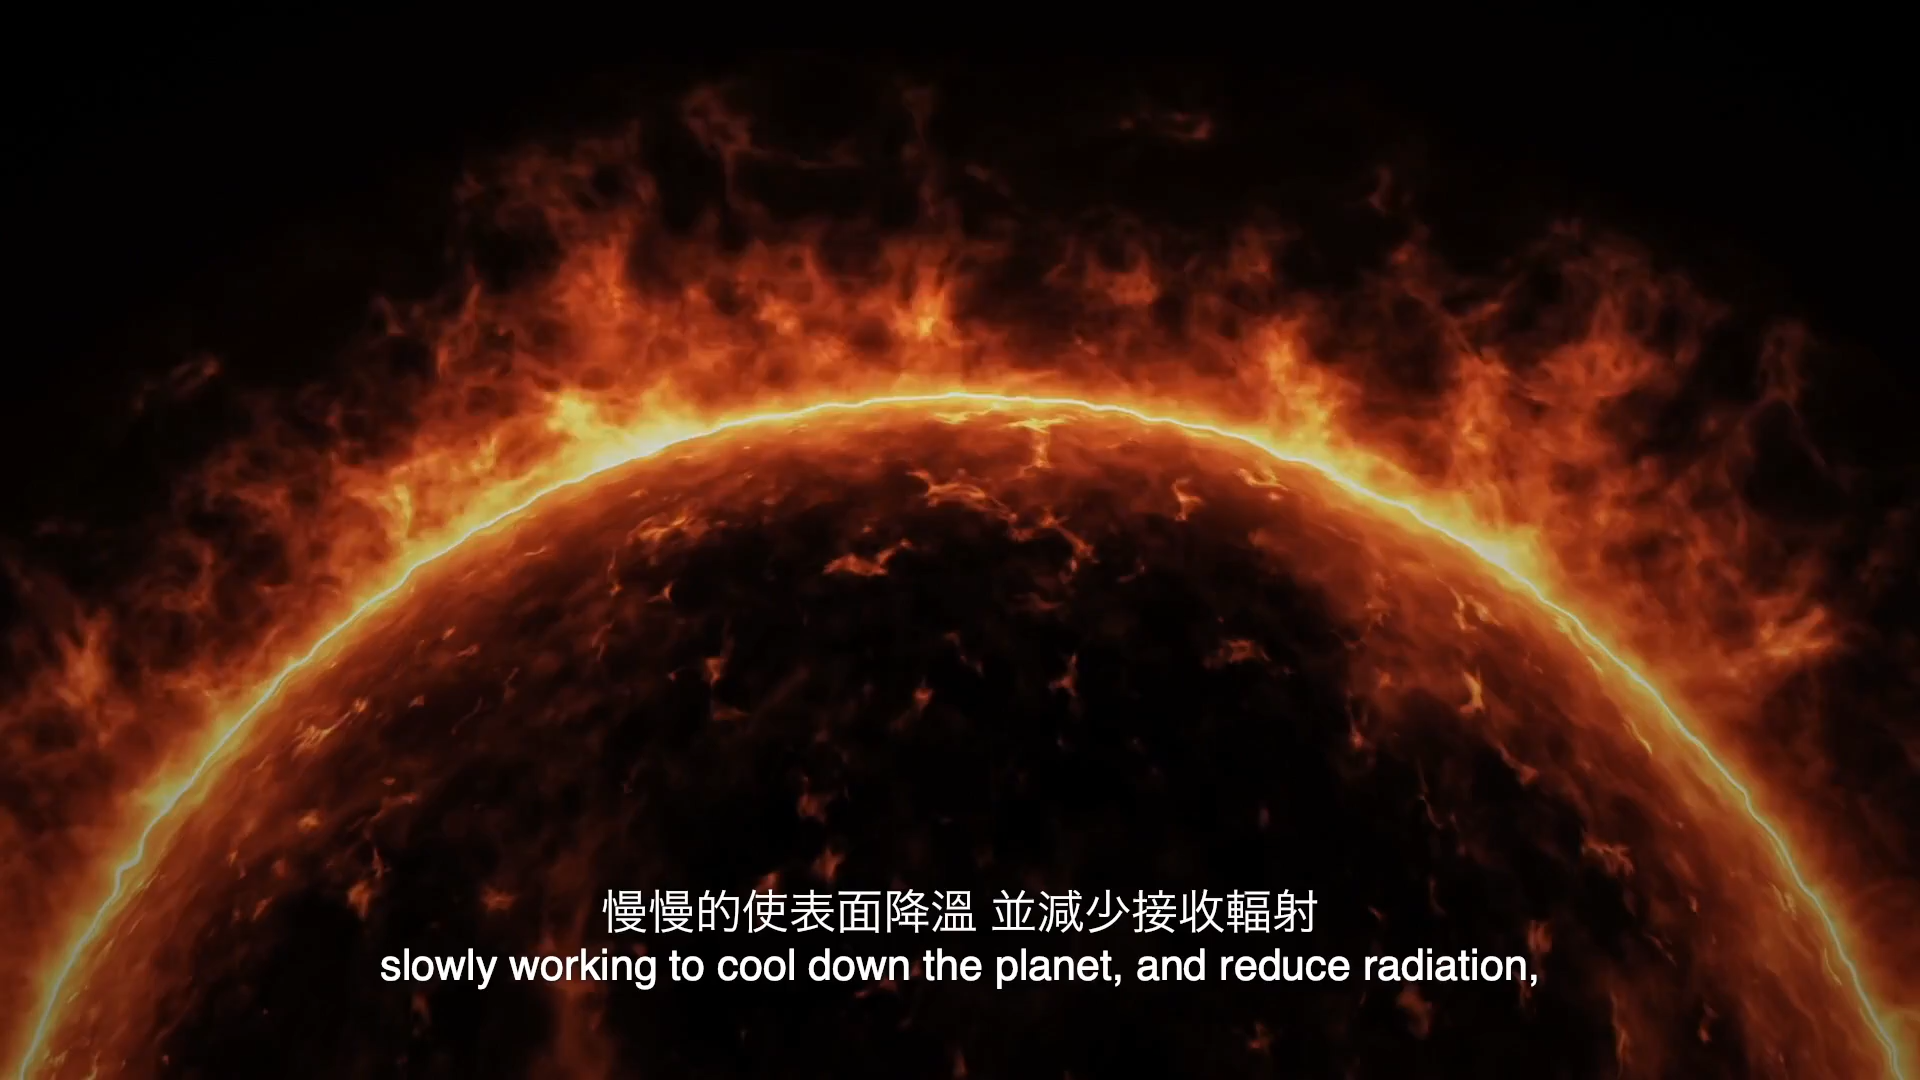 慢慢的使表面降溫 並減少接收輻射
slowly working to cool down the planet, and reduce radiation,